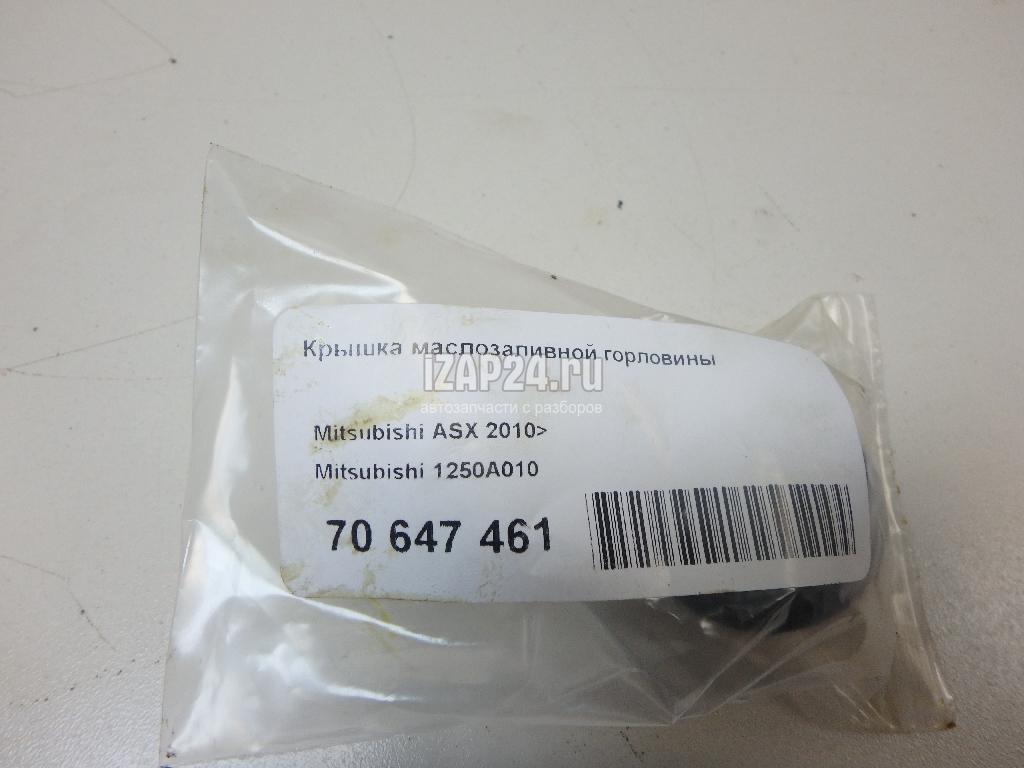 Крышка маслозаливной горловины
iZAP24.ru
автозапчасти с разборов
Mitsubishi ASX 2010>
Mitsubishi 1250A010
70 647 461